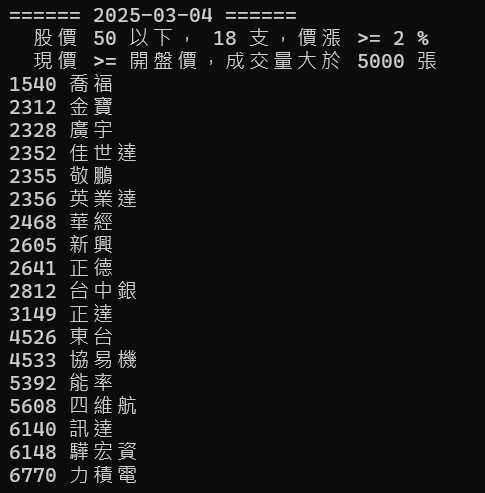 ====== 2025-03-04 ======
股價 50 以下， 18 支，價漲 >= 2 %
現價 >= 開盤價，成交量大於 5000 張
1540 喬福
2312 金寶
2328 廣宇
2352 佳世達
2355 敬鵬
2356 英業達
2468 華經
2605 新興
2641 正德
2812 台中銀
3149 正達
4526 東台
4533 協易機
5392 能率
5608 四維航
6140 訊達
6148 驊宏資
6770 力積電